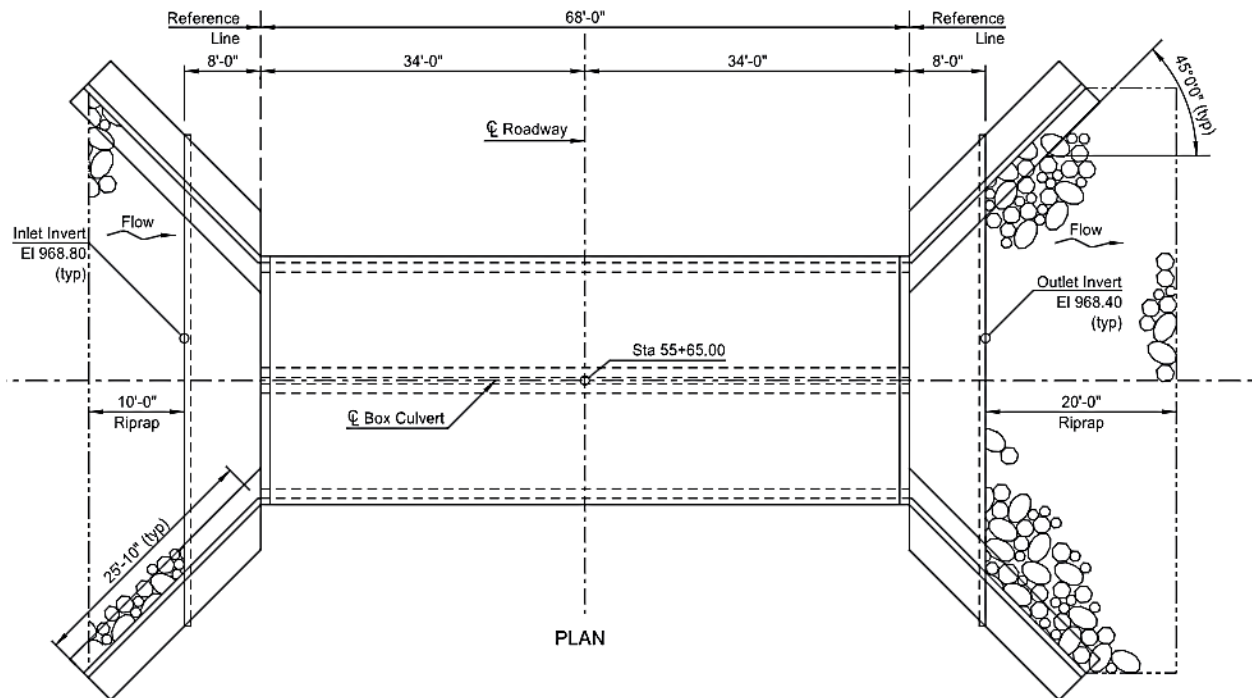 Reference
Line
68'-0"
Reference
Line
8'-0"
34'-0"
34'-0"
8'-0"
45°0'0" (typ)
℄ Roadway
Flow
Inlet Invert
El 968.80
(typ)
Flow
Outlet Invert
El 968.40
(typ)
Sta 55+65.00
10'-0"
Riprap
℄ Box Culvert
20'-0"
Riprap
25'-10" (typ)
PLAN